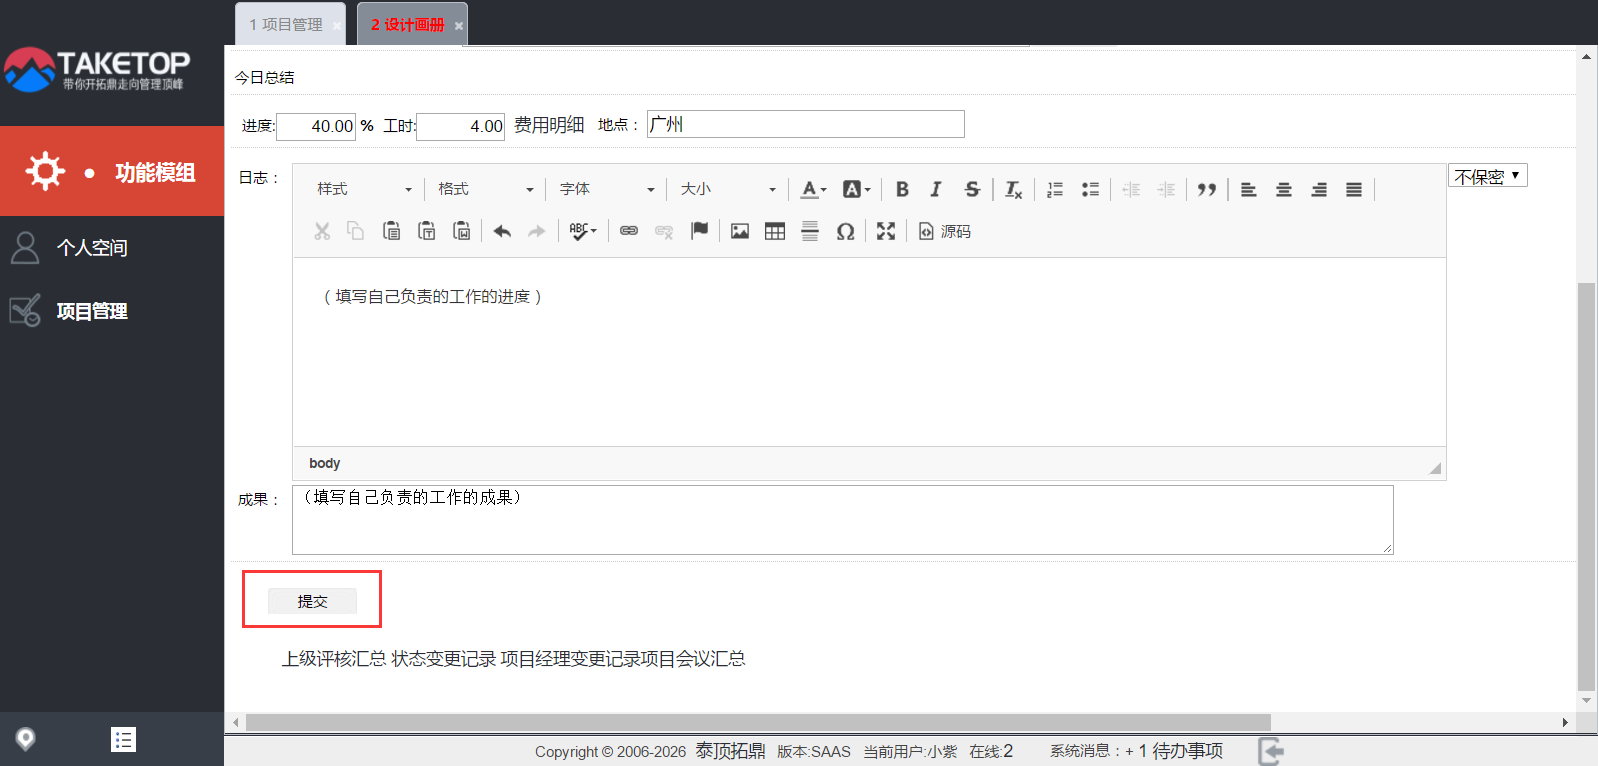 1 项目管理 ×
2 设计画册 ×
TAKETOP
带你开拓鼎走向管理顶峰
功能模组
个人空间
项目管理
今日总结
进度: 40.00 % 工时: 4.00 费用明细 地点： 广州
日志：
样式 格式 字体 大小
不保密
源码
（填写自己负责的工作的进度）
body
成果：
（填写自己负责的工作的成果）
提交
上级评核汇总 状态变更记录 项目经理变更记录项目会议汇总
Copyright © 2006-2026 泰顶拓鼎 版本:SAAS 当前用户:小紫 在线:2 系统消息：+ 1 待办事项